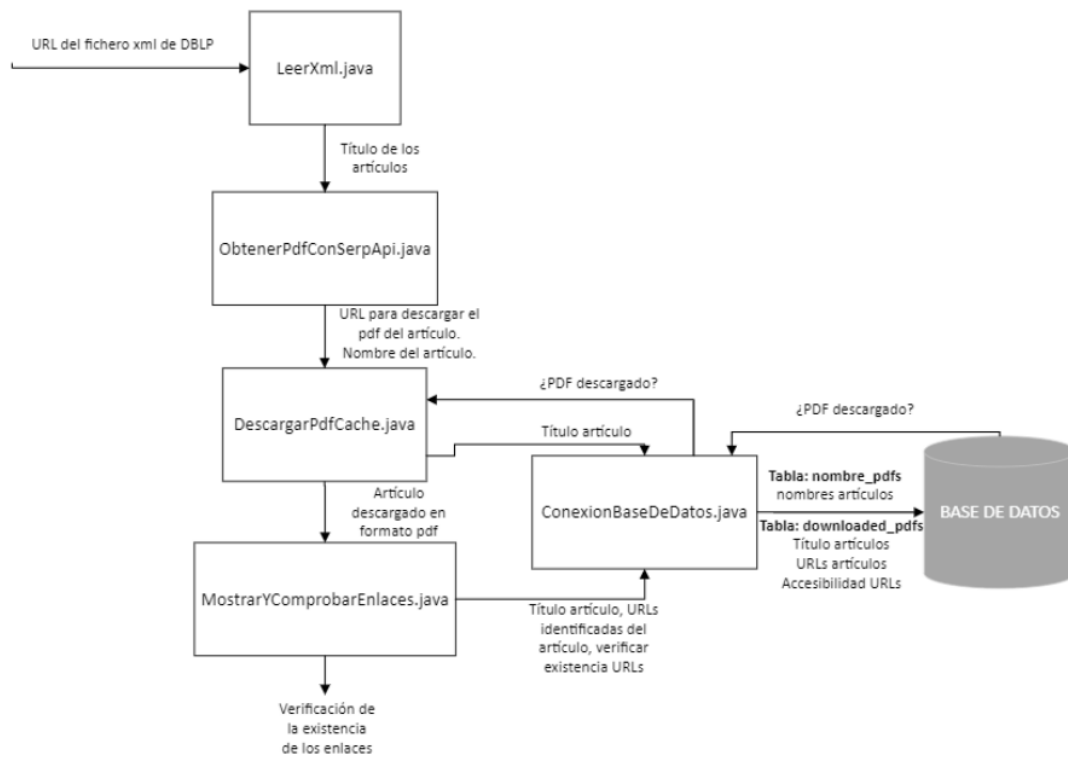 URL del fichero xml de DBLP
LeerXml.java
Título de los
artículos
ObtenerPdfConSerpApi.java
URL para descargar el
pdf del artículo.
Nombre del artículo.
¿PDF descargado?
¿PDF descargado?
DescargarPdfCache.java
Título artículo
Tabla: nombre_pdfs
nombres artículos
Artículo
descargado en
formato pdf
ConexionBaseDeDatos.java
BASE DE DATOS
Tabla: downloaded_pdfs
Título artículos
URLs artículos
Accesibilidad URLs
MostrarYComprobarEnlaces.java
Título artículo, URLs
identificadas del
artículo, verificar
existencia URLs
Verificación de
la existencia
de los enlaces